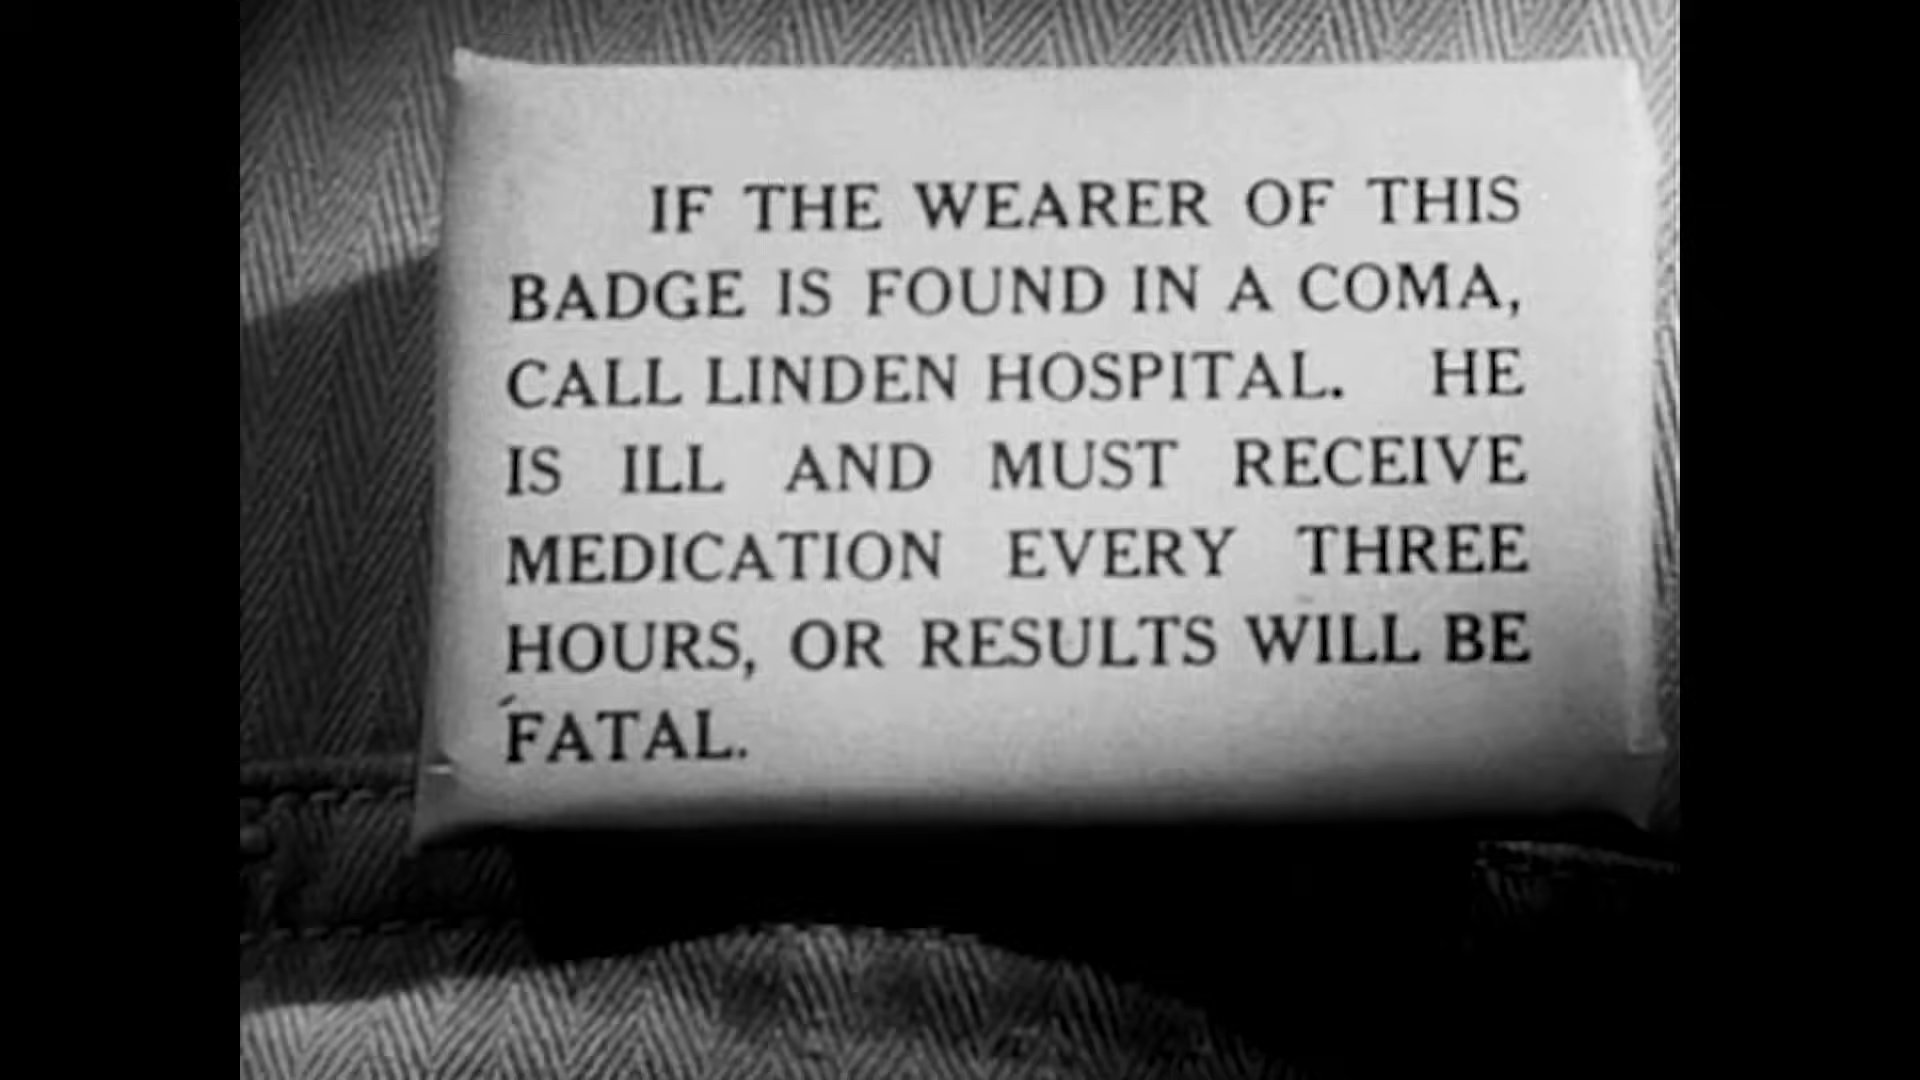 IF THE WEARER OF THIS
BADGE IS FOUND IN A COMA,
CALL LINDEN HOSPITAL. HE
IS ILL AND MUST RECEIVE
MEDICATION EVERY THREE
HOURS, OR RESULTS WILL BE
FATAL.